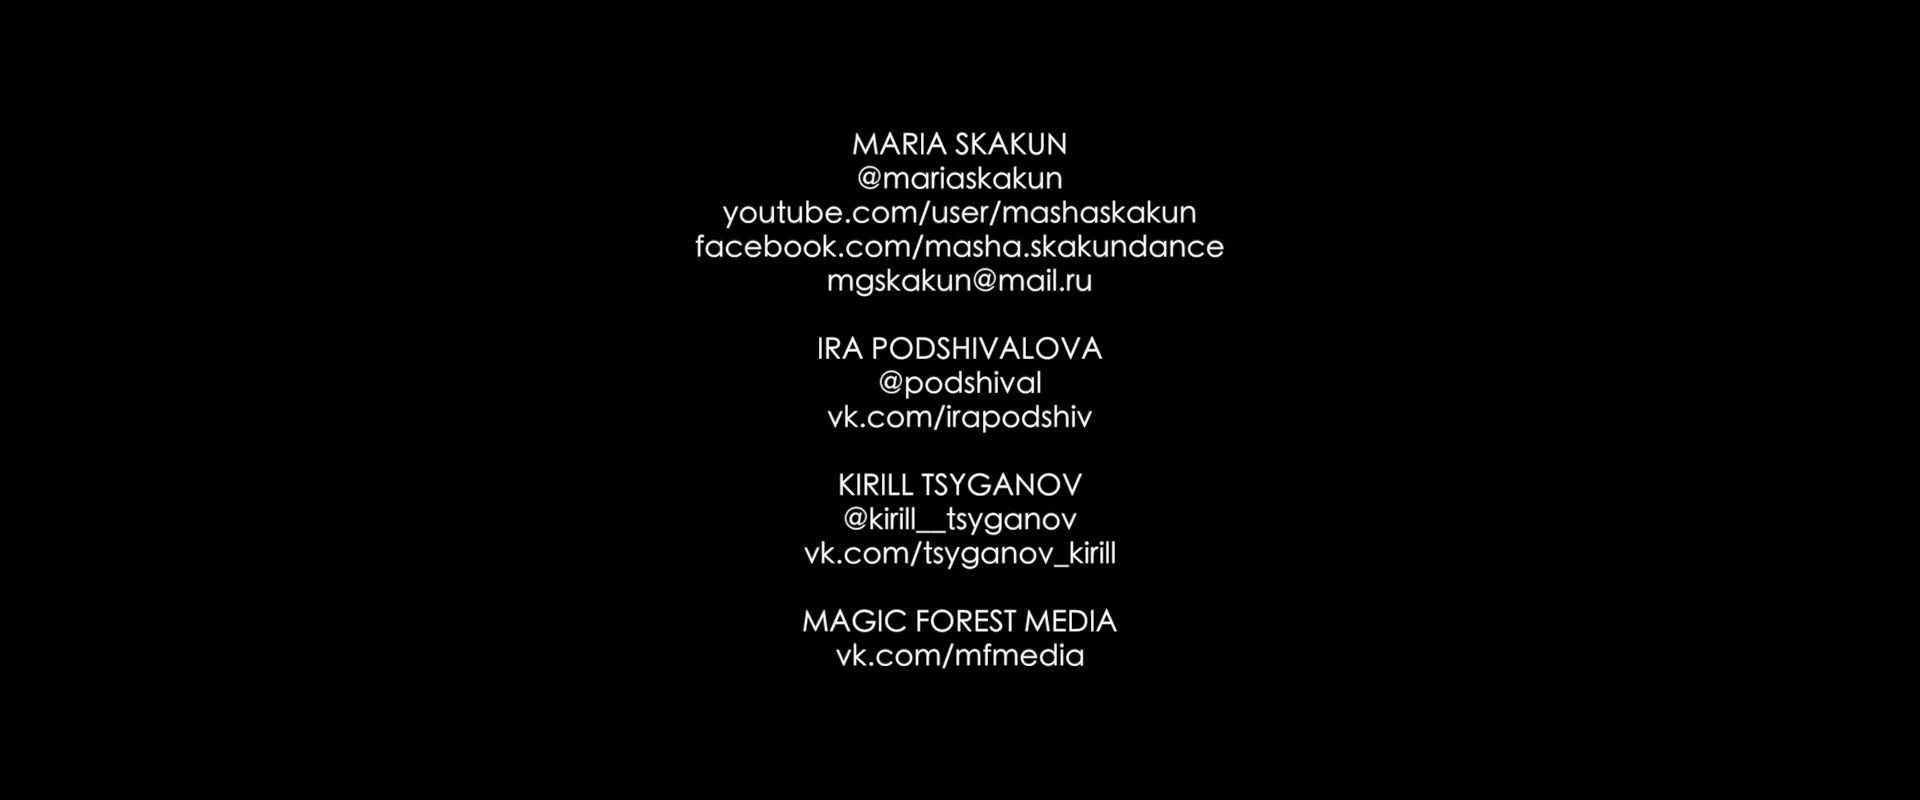 MARIA SKAKUN
@mariaskakun
youtube.com/user/mashaskakun
facebook.com/masha.skakundance
mgskakun@mail.ru
IRA PODSHIVALOVA
@podshival
vk.com/irapodshiv
KIRILL TSYGANOV
@kirill__tsyganov
vk.com/tsyganov_kirill
MAGIC FOREST MEDIA
vk.com/mfmedia